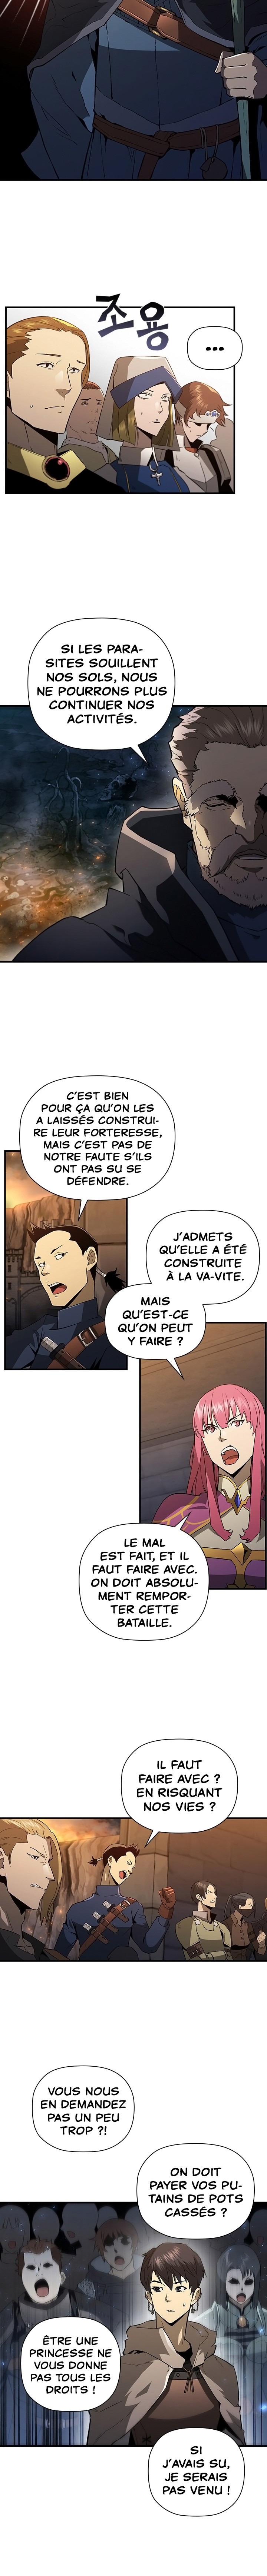 조용
...
SI LES PARA-
SITES SOUILLENT
NOS SOLS, NOUS
NE POURRONS PLUS
CONTINUER NOS
ACTIVITÉS.
C'EST BIEN
POUR ÇA QU'ON LES
A LAISSÉS CONSTRUI-
RE LEUR FORTERESSE,
MAIS C'EST PAS DE
NOTRE FAUTE S'ILS
ONT PAS SU SE
DÉFENDRE.
J'ADMETS
QU'ELLE A ÉTÉ
CONSTRUITE
À LA VA-VITE.
MAIS
QU'EST-CE
QU'ON PEUT
Y FAIRE ?
LE MAL
EST FAIT, ET IL
FAUT FAIRE AVEC.
ON DOIT ABSOLU-
MENT REMPOR-
TER CETTE
BATAILLE.
IL FAUT
FAIRE AVEC ?
EN RISQUANT
NOS VIES ?
VOUS NOUS
EN DEMANDEZ
PAS UN PEU
TROP ?!
ON DOIT
PAYER VOS PU-
TAINS DE POTS
CASSÉS ?
ÊTRE UNE
PRINCESSE NE
VOUS DONNE
PAS TOUS LES
DROITS !
SI
J'AVAIS SU,
JE SERAIS
PAS VENU !